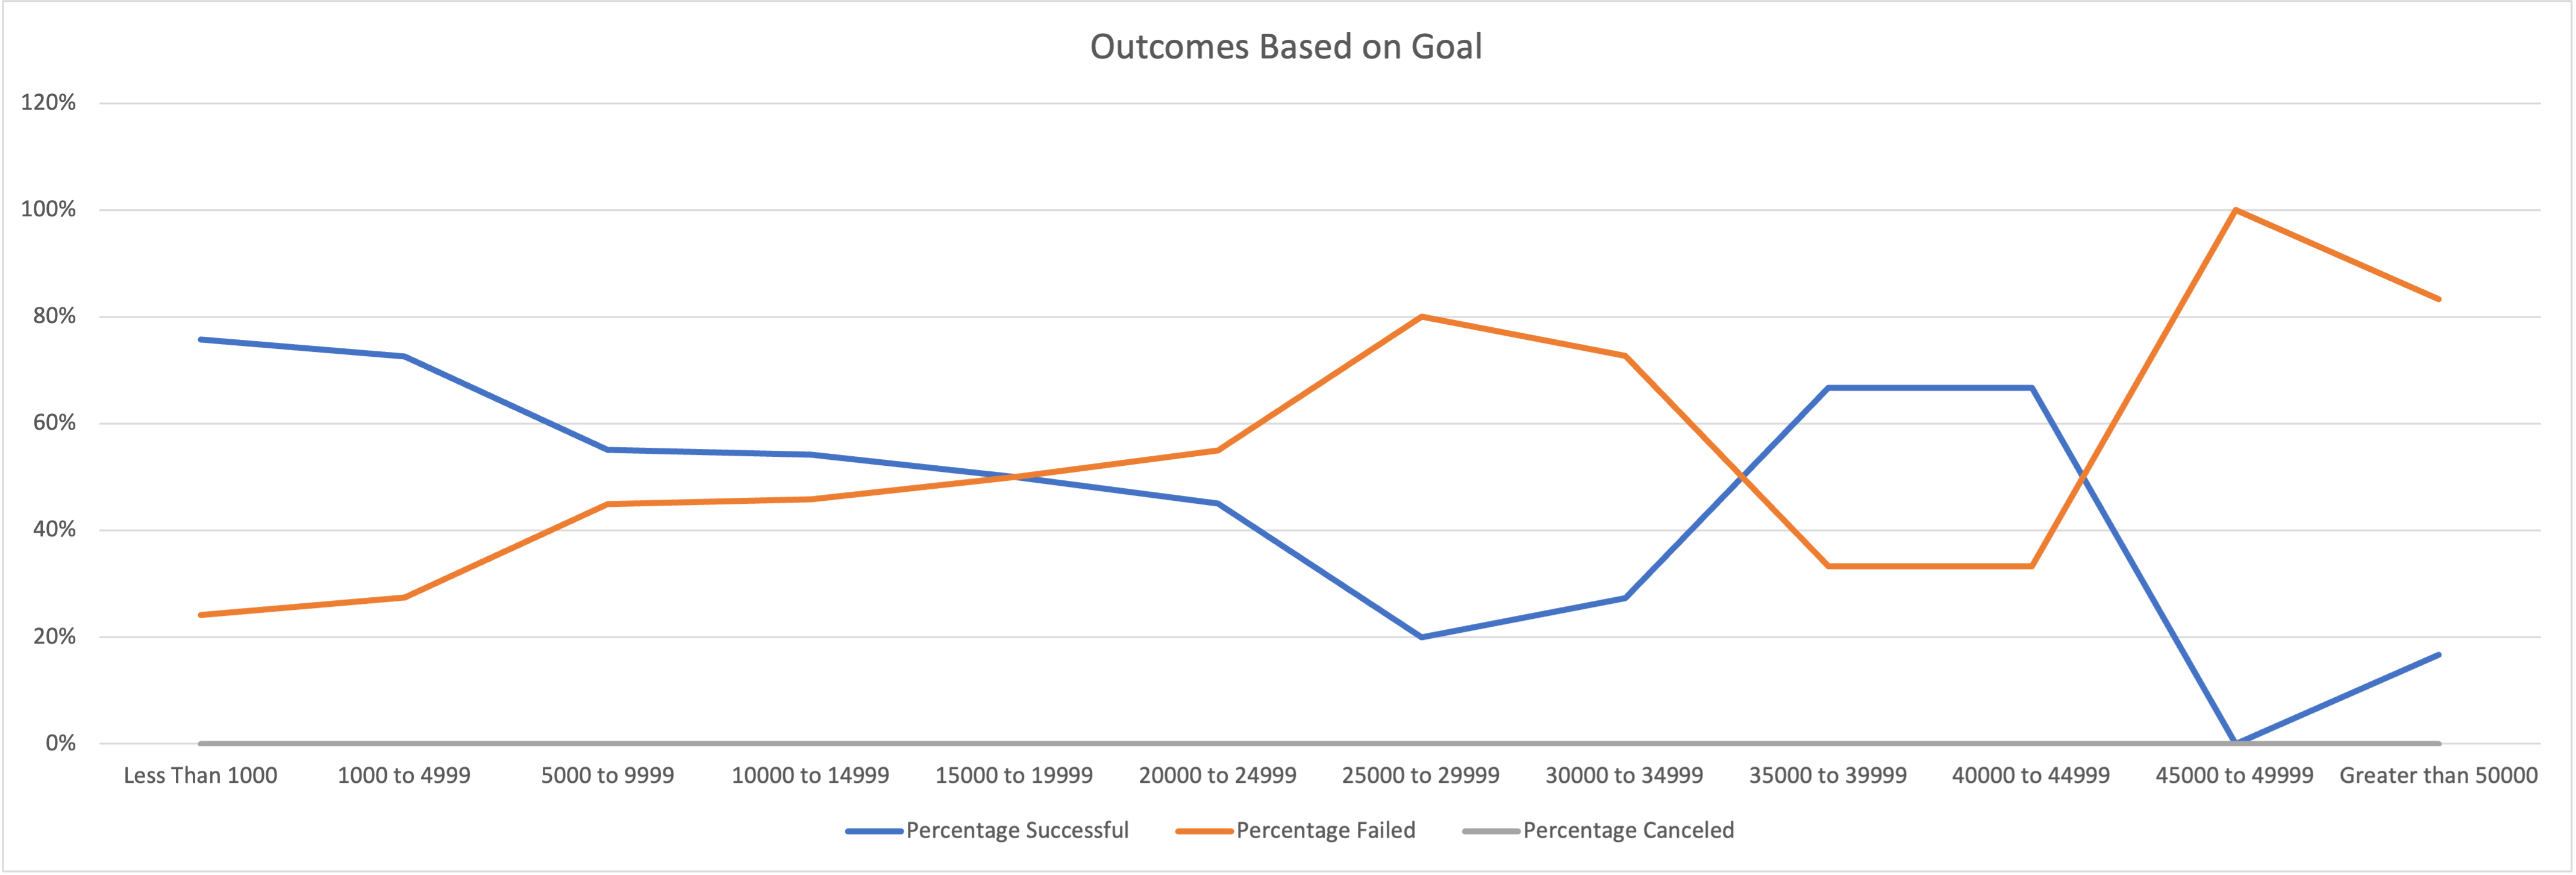 Outcomes Based on Goal
120%
100%
80%
60%
40%
20%
0%
Less Than 1000 1000 to 4999 5000 to 9999 10000 to 14999 15000 to 19999 20000 to 24999 25000 to 29999 30000 to 34999 35000 to 39999 40000 to 44999 45000 to 49999 Greater than 50000
Percentage Successful Percentage Failed Percentage Canceled